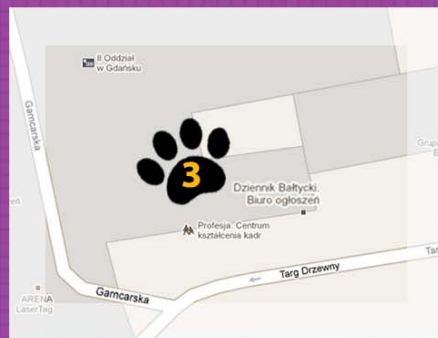 II Oddział
w Gdańsku
Garncarska
3
Dziennik Bałtycki.
Biuro ogłoszeń
Profesja. Centrum
kształcenia kadr
Targ Drzewny
Garncarska
ARENA
LaserTag